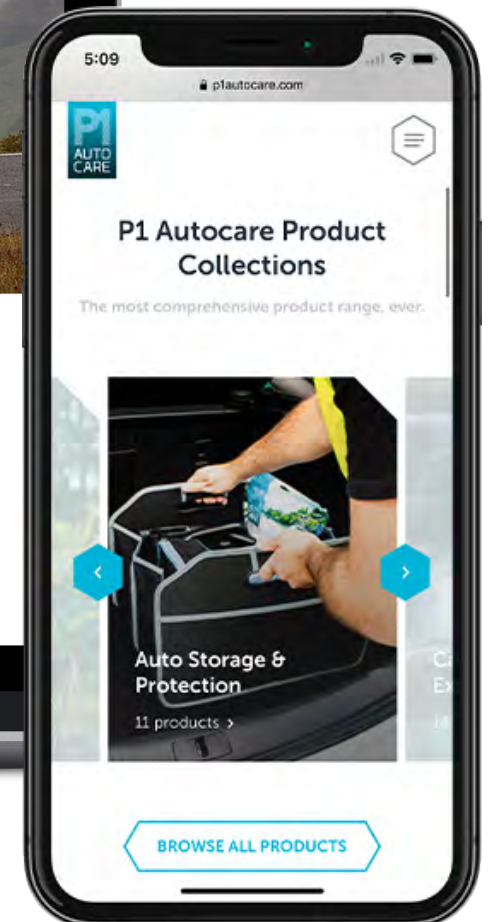 5:09
p1autocare.com
P1
AUTO
CARE
P1 Autocare Product
Collections
The most comprehensive product range, ever.
Auto Storage &
Protection
11 products >
BROWSE ALL PRODUCTS